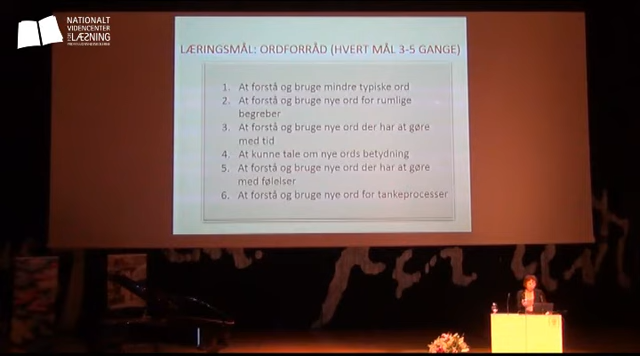 NATIONALT
VIDENCENTER
FOR LÆSNING
LÆRINGSMÅL: ORDFORRÅD (HVERT MÅL 3-5 GANGE)
1. At forstå og bruge mindre typiske ord
2. At forstå og bruge nye ord for rumlige
begreber
3. At forstå og bruge nye ord der har at gøre
med tid
4. At kunne tale om nye ords betydning
5. At forstå og bruge nye ord der har at gøre
med følelser
6. At forstå og bruge nye ord for tankeprocesser